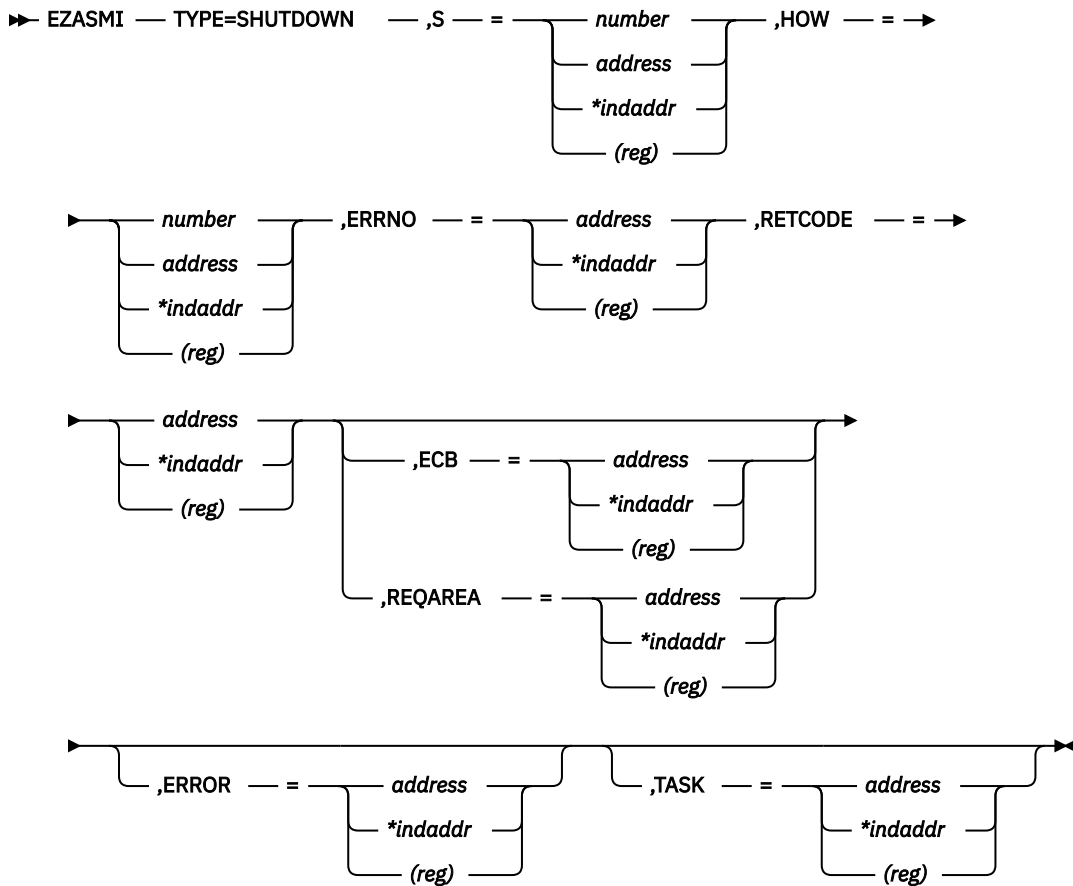 EZASMI TYPE=SHUTDOWN ,S = number ,HOW =
address
*indaddr
(reg)
number ,ERRNO = address ,RETCODE =
address *indaddr
*indaddr (reg)
(reg)
address
*indaddr
(reg)
,ECB = address
*indaddr
(reg)
,REQAREA = address
*indaddr
(reg)
,ERROR = address ,TASK = address
*indaddr *indaddr
(reg) (reg)